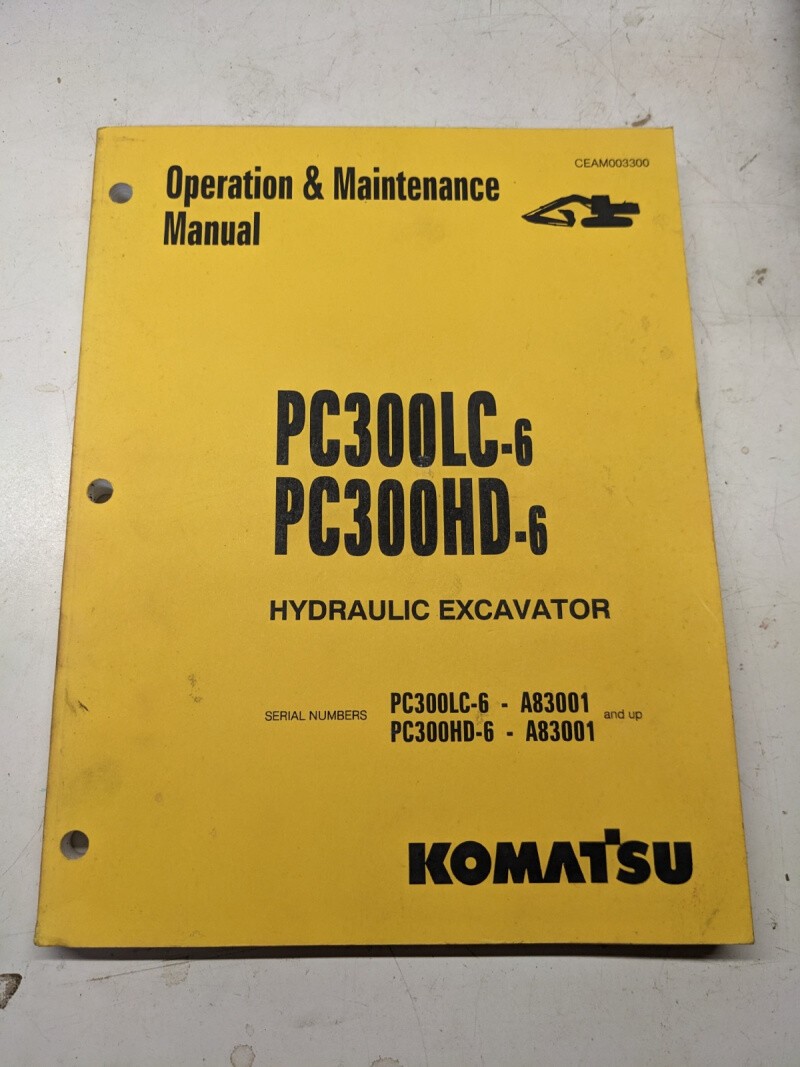 CEAM003300
Operation & Maintenance
Manual
PC300LC-6
PC300HD-6
HYDRAULIC EXCAVATOR
SERIAL NUMBERS PC300LC-6 - A83001 and up
PC300HD-6 - A83001
KOMATSU